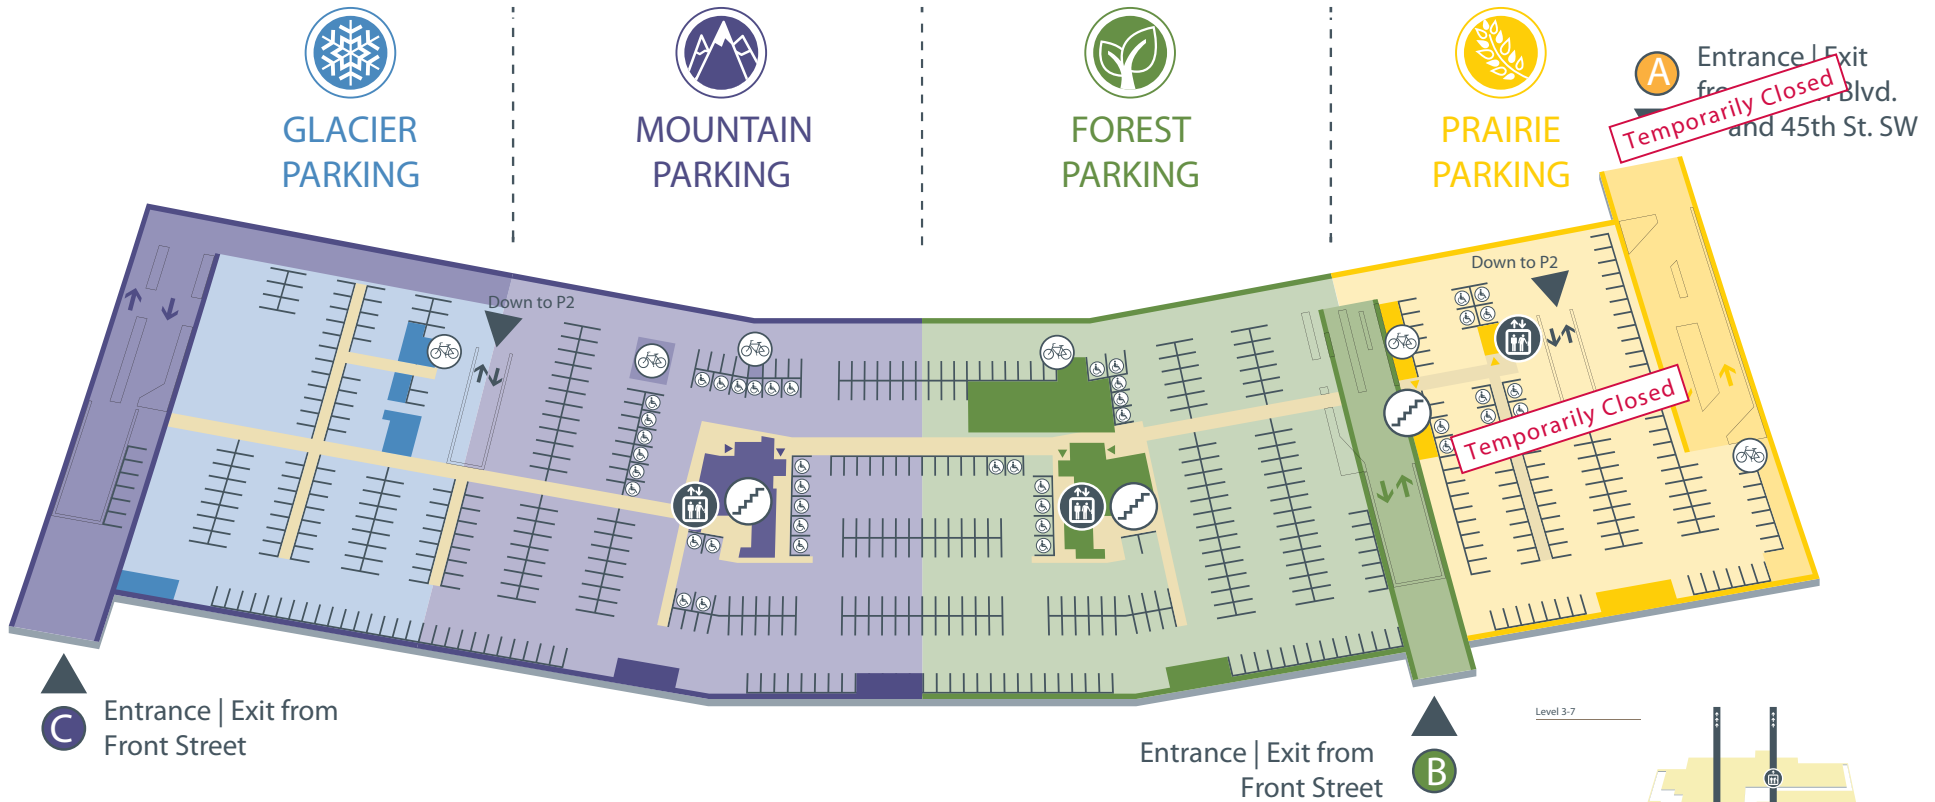 GLACIER
PARKING
MOUNTAIN
PARKING
FOREST
PARKING
PRAIRIE
PARKING
A
Entrance | Exit
Blvd.
and 45th St. SW
Temporarily Closed
Down to P2
Down to P2
Temporarily Closed
C
Entrance | Exit from
Front Street
Entrance | Exit from
Front Street
B
Level 3-7